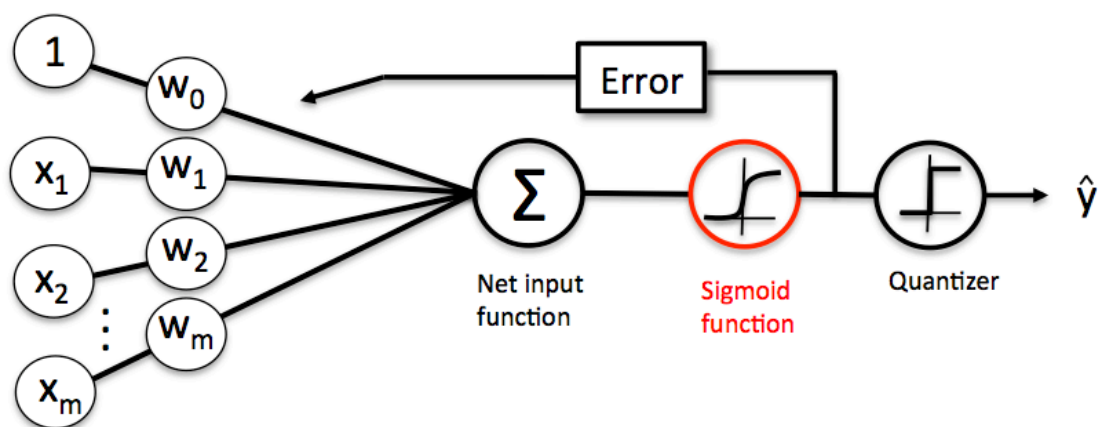 1
w0
Error
x1
w1
Σ
ŷ
x2
w2
Net input
function
Sigmoid
function
Quantizer
⋮
wm
xm